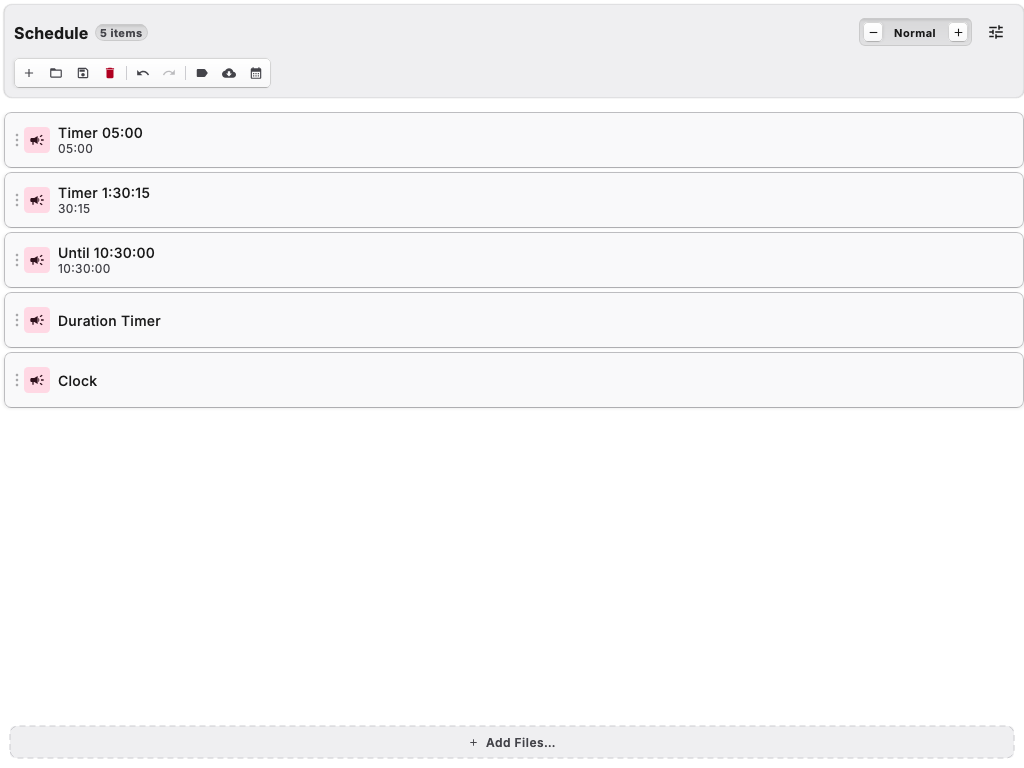 Schedule
5 items
Normal
Timer 05:00
05:00
Timer 1:30:15
30:15
Until 10:30:00
10:30:00
Duration Timer
Clock
Add Files...